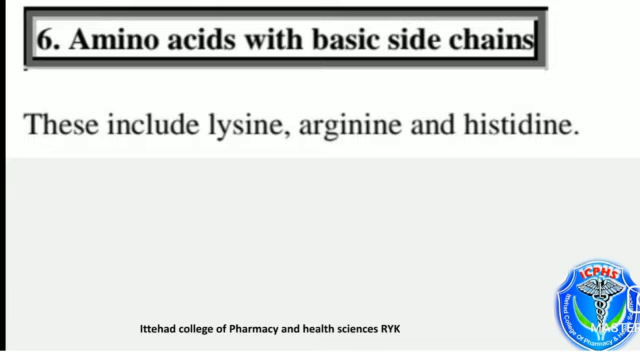 6. Amino acids with basic side chains
These include lysine, arginine and histidine.
ICPHS
Ittehad college of Pharmacy and health sciences RYK
MASTER